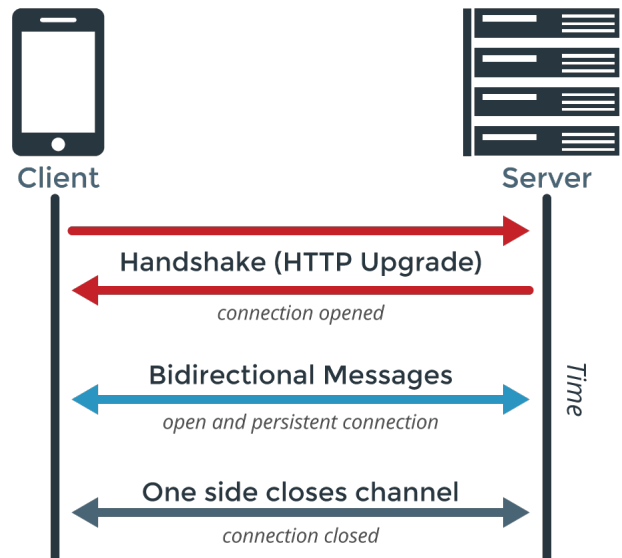 Client
Server
Handshake (HTTP Upgrade)
connection opened
Bidirectional Messages
Time
open and persistent connection
One side closes channel
connection closed